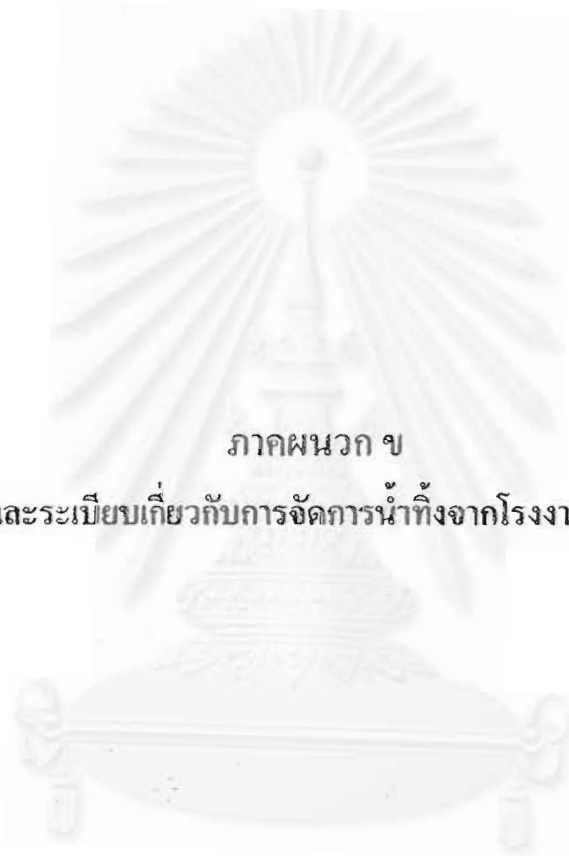 ภาคผนวก ข
และระเบียบเกี่ยวกับการจัดการน้ำทิ้งจากโรงงา